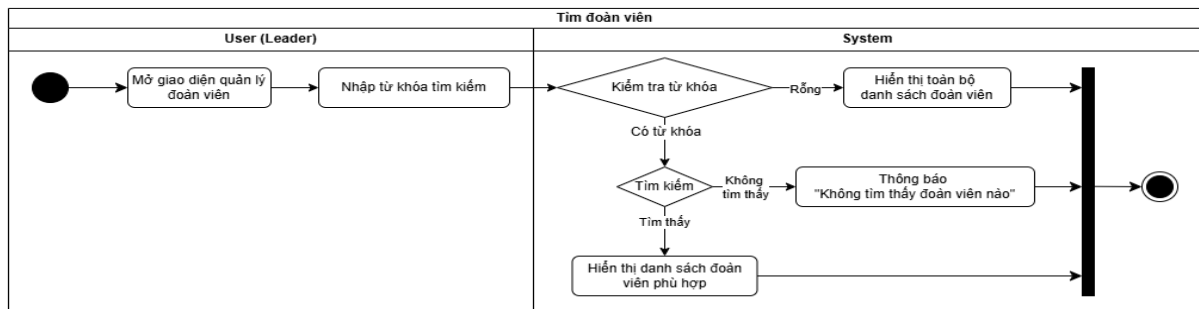 Tìm đoàn viên
User (Leader)
System
Mở giao diện quản lý
đoàn viên
Nhập từ khóa tìm kiếm
Kiểm tra từ khóa
Rỗng
Hiển thị toàn bộ
danh sách đoàn viên
Có từ khóa
Tìm kiếm
Không
tìm thấy
Thông báo
"Không tìm thấy đoàn viên nào"
Tìm thấy
Hiển thị danh sách đoàn
viên phù hợp